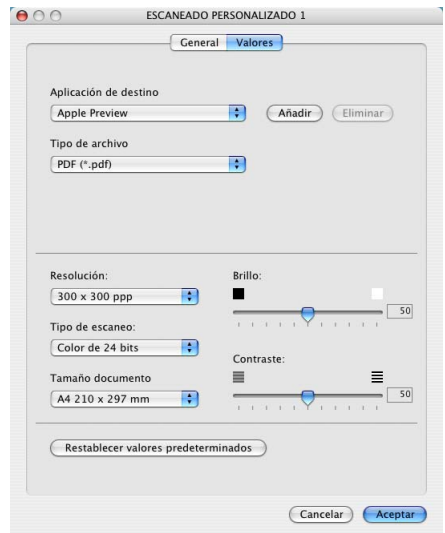 ESCANEADO PERSONALIZADO 1
General Valores
Aplicación de destino
Apple Preview Añadir Eliminar
Tipo de archivo
PDF (*.pdf)
Resolución: Brillo:
300 x 300 ppp 50
Tipo de escaneo:
Color de 24 bits
Contraste:
Tamaño documento
A4 210 x 297 mm 50
Restablecer valores predeterminados
Cancelar Aceptar